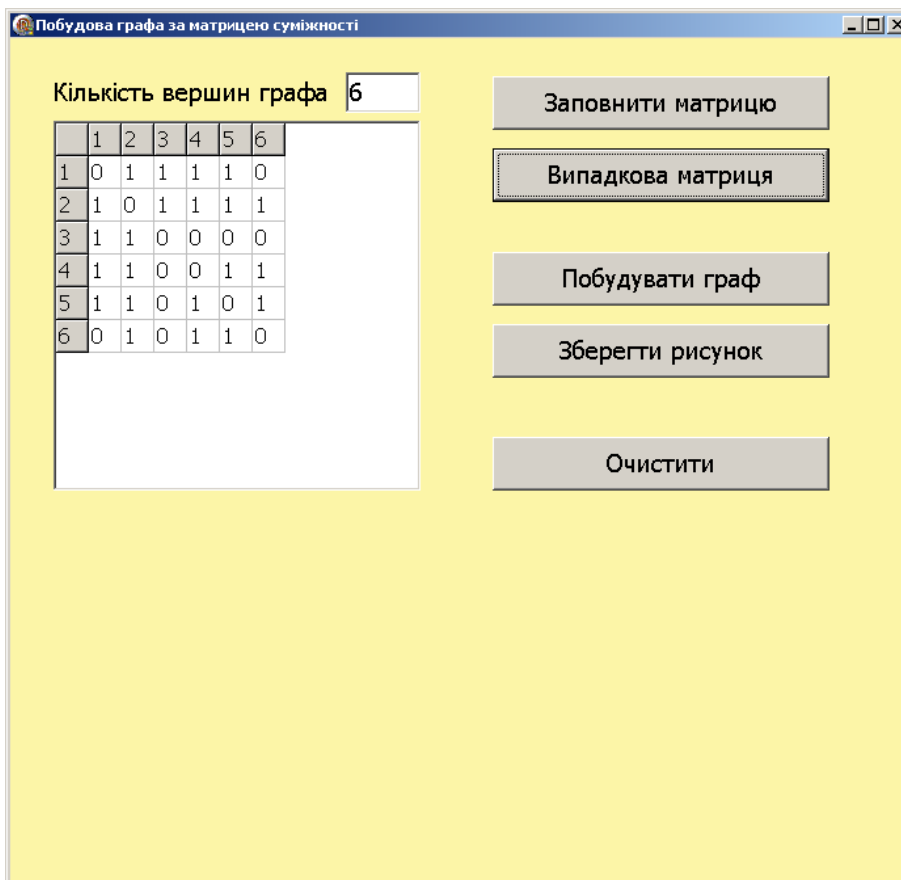 Побудова графа за матрицею суміжності
Кількість вершин графа 6
1 2 3 4 5 6
1 0 1 1 1 1 0
2 1 0 1 1 1 1
3 1 1 0 0 0 0
4 1 1 0 0 1 1
5 1 1 0 1 0 1
6 0 1 0 1 1 0
Заповнити матрицю
Випадкова матриця
Побудувати граф
Зберегти рисунок
Очистити